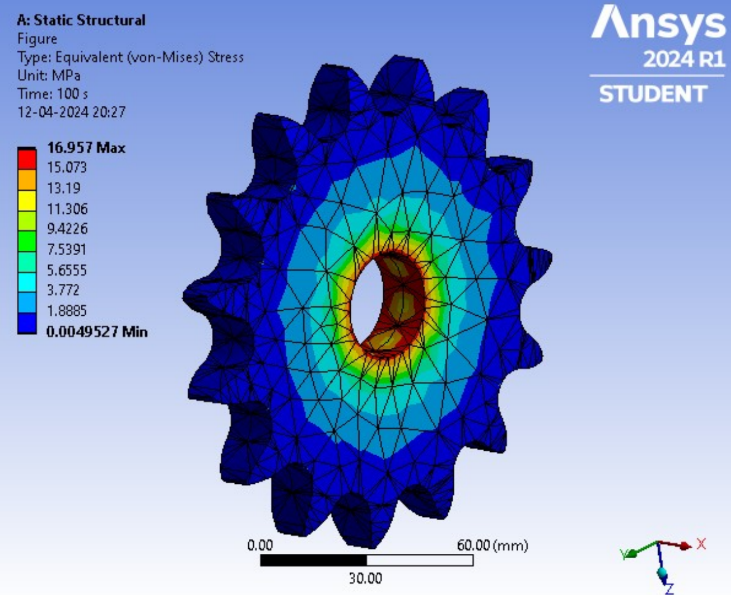 A: Static Structural
Figure
Type: Equivalent (von-Mises) Stress
Unit: MPa
Time: 100 s
12-04-2024 20:27
16.957 Max
15.073
13.19
11.306
9.4226
7.5391
5.6555
3.772
1.8885
0.0049527 Min
Ansys
2024 R1
STUDENT
0.00
60.00 (mm)
30.00
Y
X
Z